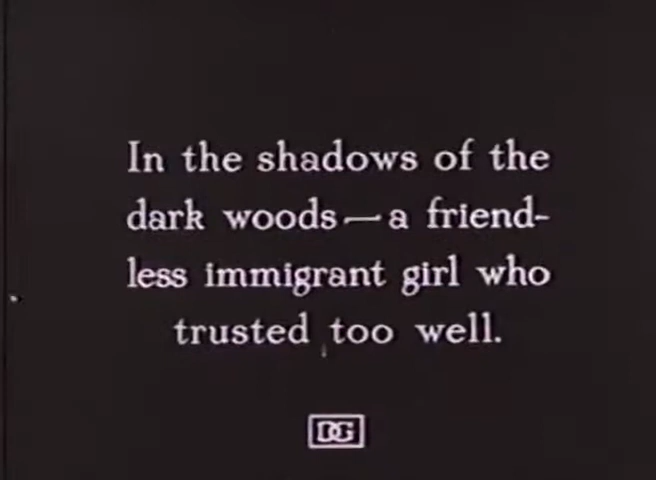 In the shadows of the
dark woods—a friend-
less immigrant girl who
trusted too well.
DG